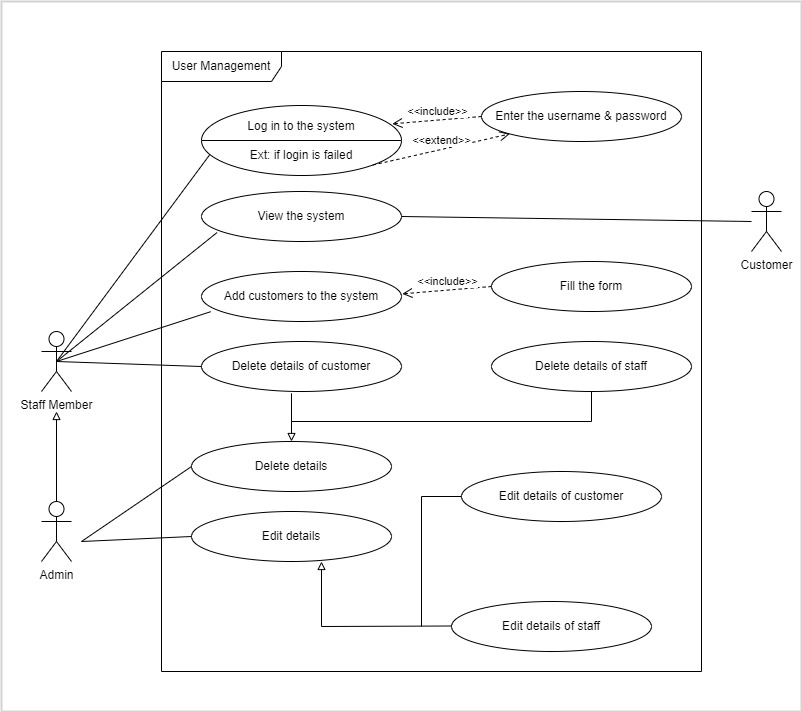 User Management
Log in to the system
Ext: if login is failed
<<include>>
<<extend>>
Enter the username & password
View the system
Customer
Add customers to the system
<<include>>
Fill the form
Delete details of customer
Delete details of staff
Staff Member
Delete details
Edit details of customer
Edit details
Admin
Edit details of staff